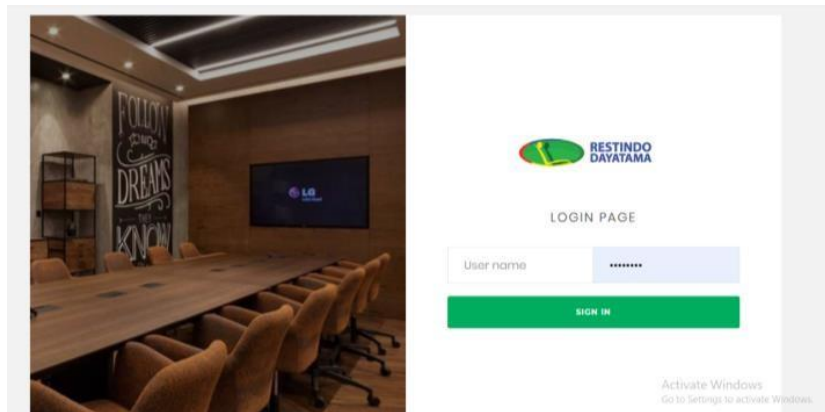 FOLLOW
DREAMS
KNOW
LG
RESTINDO
DAYATAMA
LOGIN PAGE
User name
SIGN IN
Activate Windows
Go to Settings to activate Windows.